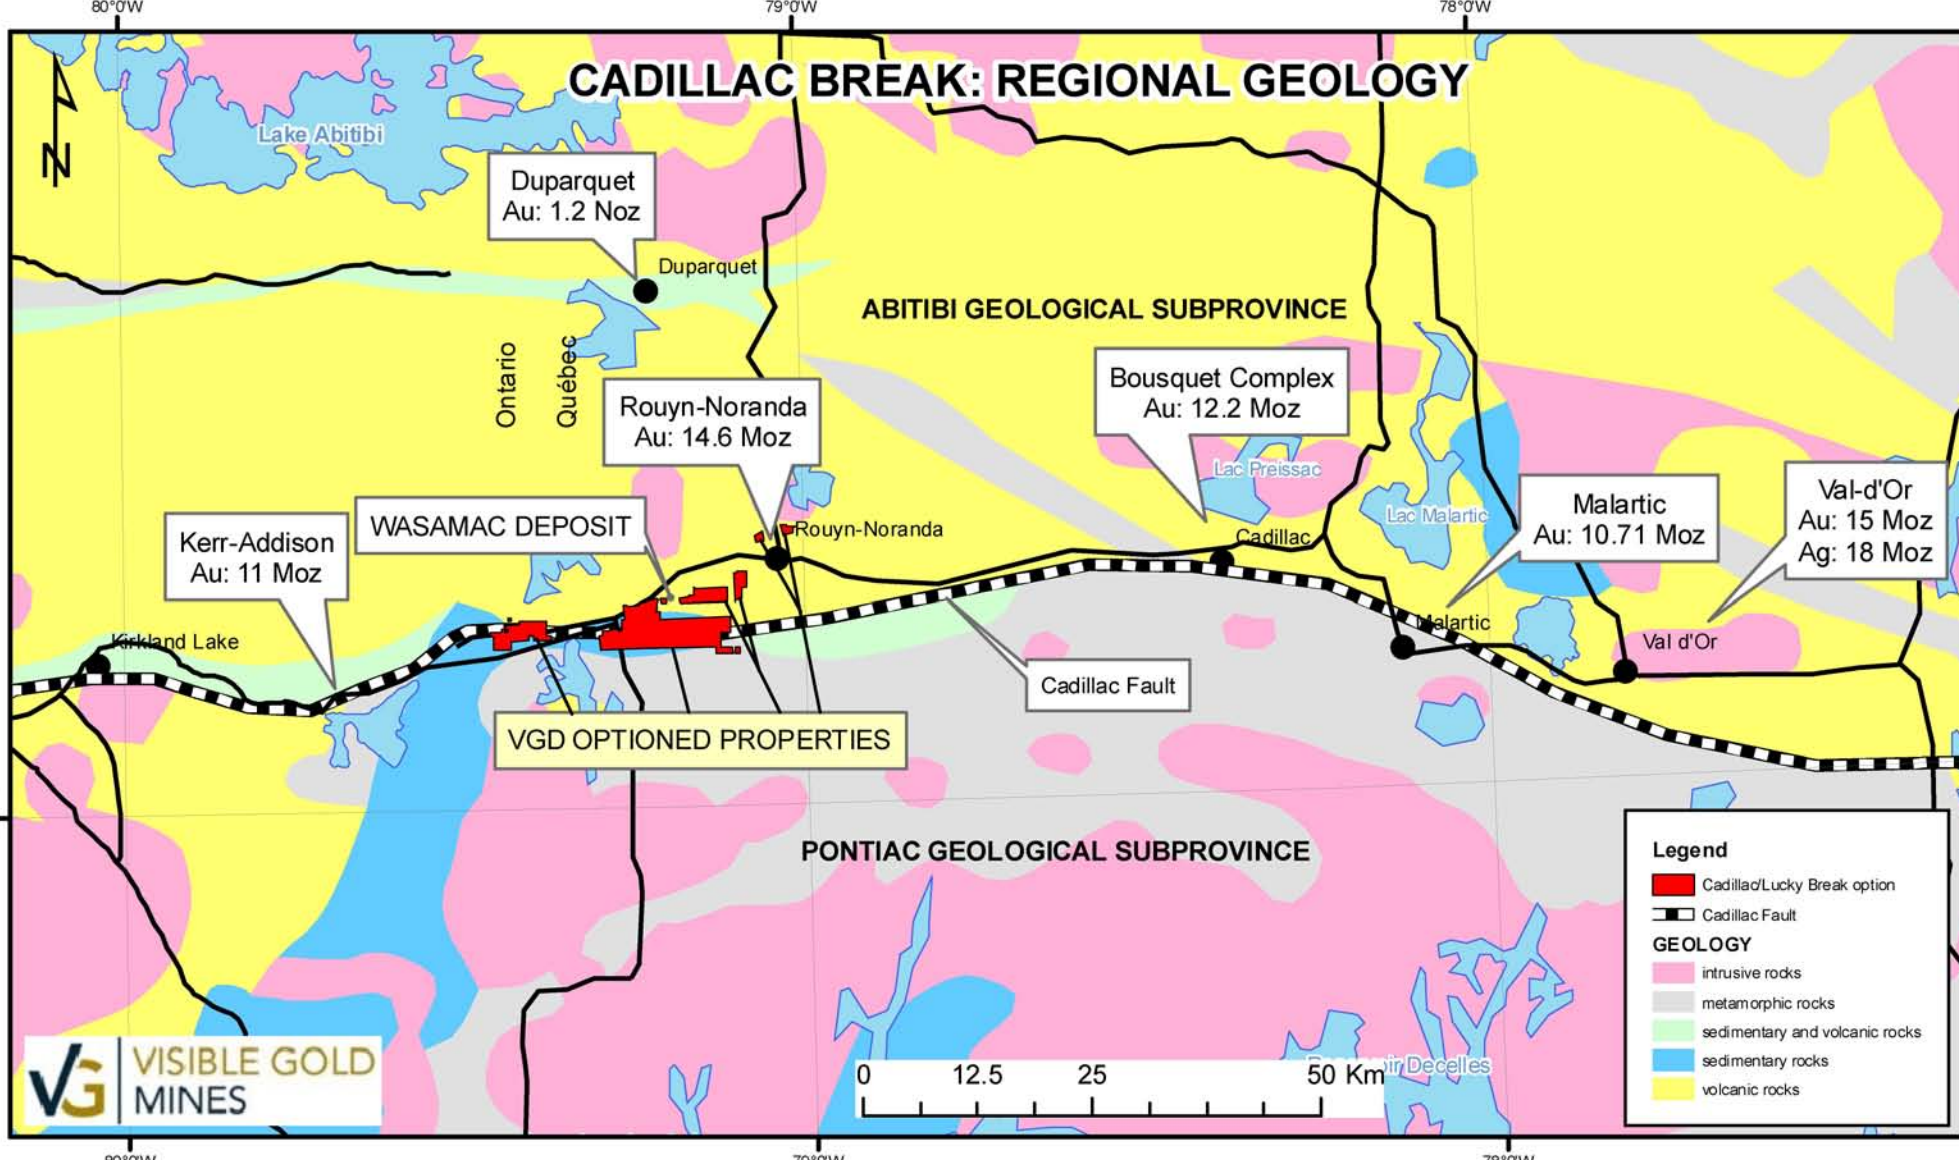 80°0'W
79°0'W
78°0'W
CADILLAC BREAK: REGIONAL GEOLOGY
N
Lake Abitibi
Duparquet
Au: 1.2 Noz
Duparquet
ABITIBI GEOLOGICAL SUBPROVINCE
Ontario
Québec
Rouyn-Noranda
Au: 14.6 Moz
Bousquet Complex
Au: 12.2 Moz
Lac Preissac
Lac Malartic
Malartic
Au: 10.71 Moz
Val-d'Or
Au: 15 Moz
Ag: 18 Moz
WASAMAC DEPOSIT
Kerr-Addison
Au: 11 Moz
Rouyn-Noranda
Cadillac
Kirkland Lake
Malartic
Val d'Or
Cadillac Fault
VGD OPTIONED PROPERTIES
PONTIAC GEOLOGICAL SUBPROVINCE
Legend
Cadillac/Lucky Break option
Cadillac Fault
GEOLOGY
intrusive rocks
metamorphic rocks
sedimentary and volcanic rocks
sedimentary rocks
volcanic rocks
VG
VISIBLE GOLD
MINES
0 12.5 25 50 Km
Decelles